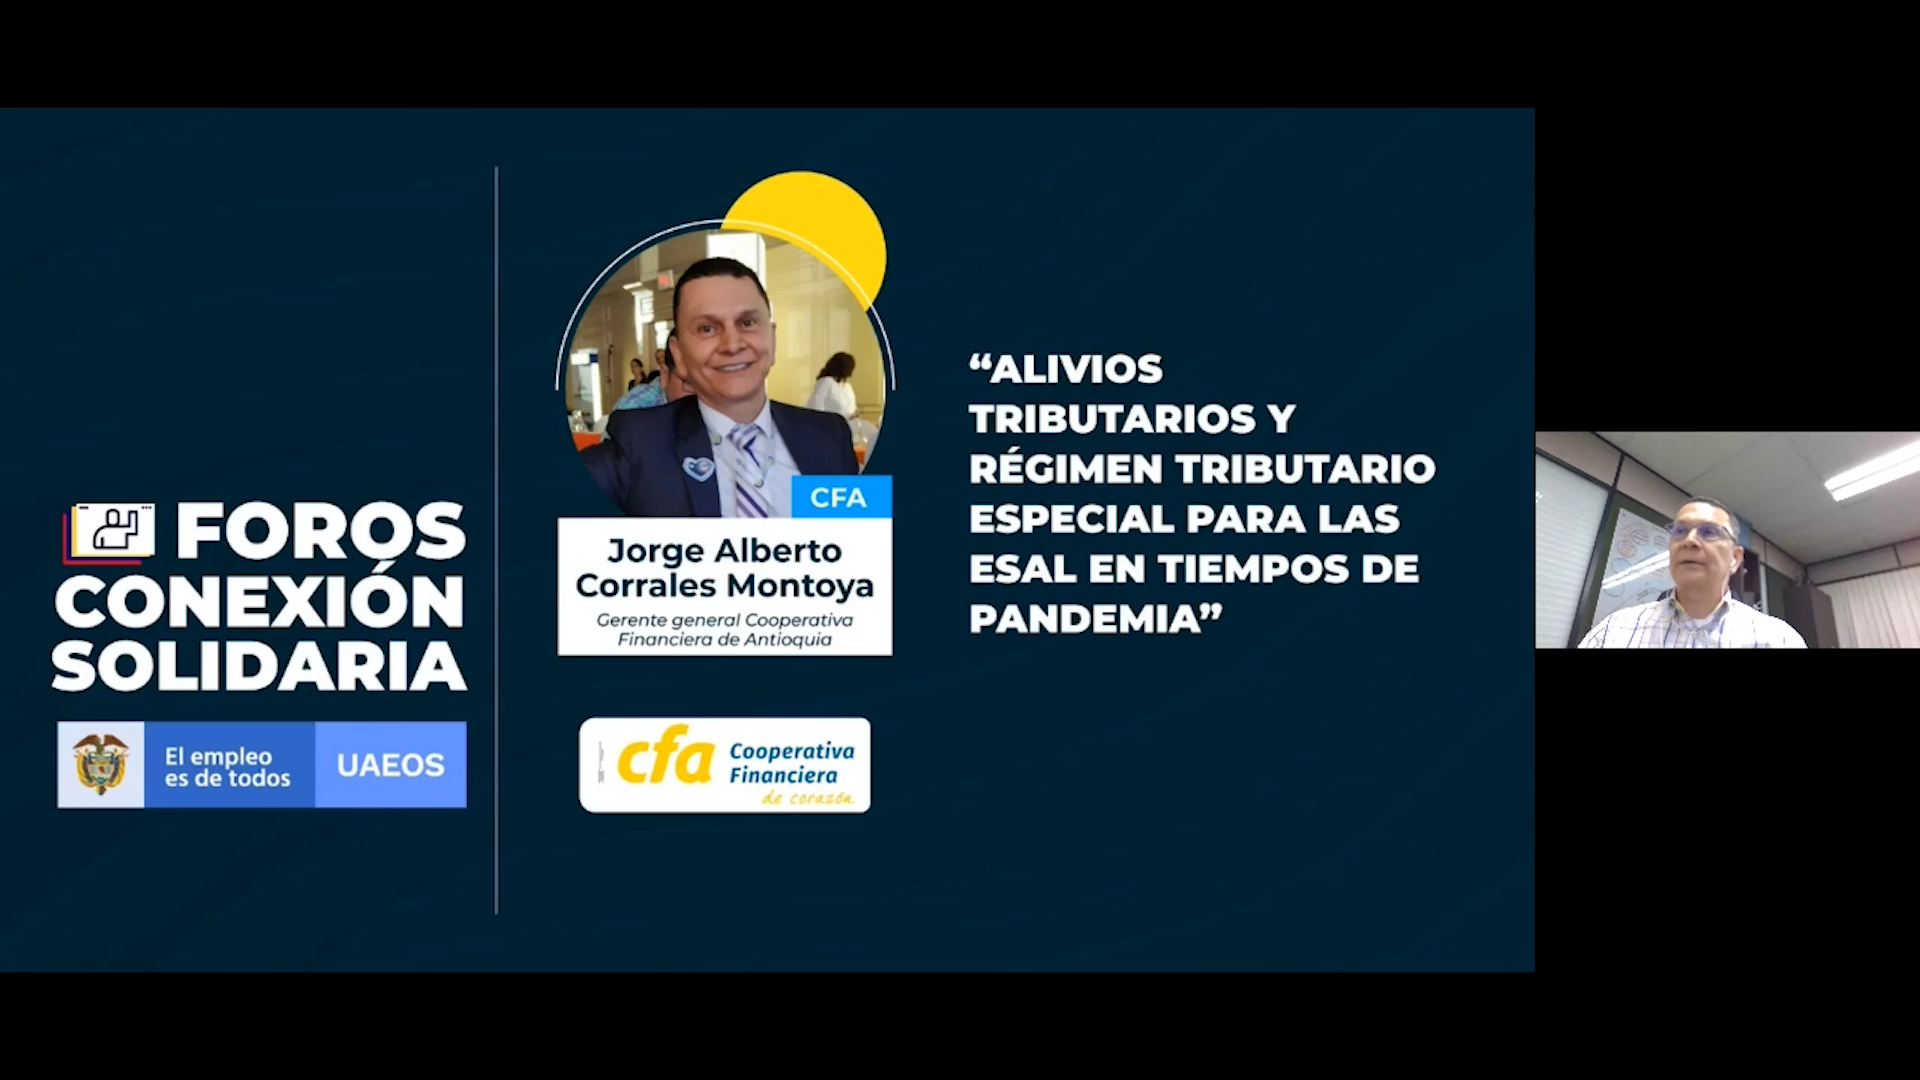 FOROS
CONEXIÓN
SOLIDARIA
El empleo
es de todos
UAEOS
CFA
Jorge Alberto
Corrales Montoya
Gerente general Cooperativa
Financiera de Antioquia
cfa
Cooperativa
Financiera
de corazón
“ALIVIOS
TRIBUTARIOS Y
RÉGIMEN TRIBUTARIO
ESPECIAL PARA LAS
ESAL EN TIEMPOS DE
PANDEMIA”